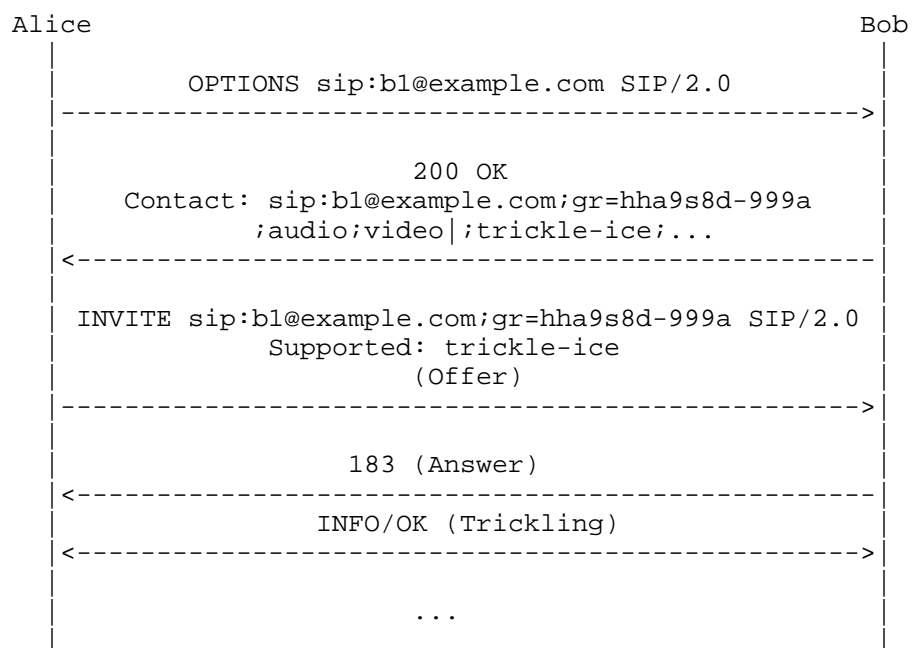 Alice Bob
OPTIONS sip:b1@example.com SIP/2.0
200 OK
Contact: sip:b1@example.com;gr=hha9s8d-999a
;audio;video|;trickle-ice;...
INVITE sip:b1@example.com;gr=hha9s8d-999a SIP/2.0
Supported: trickle-ice
(Offer)
183 (Answer)
INFO/OK (Trickling)
...